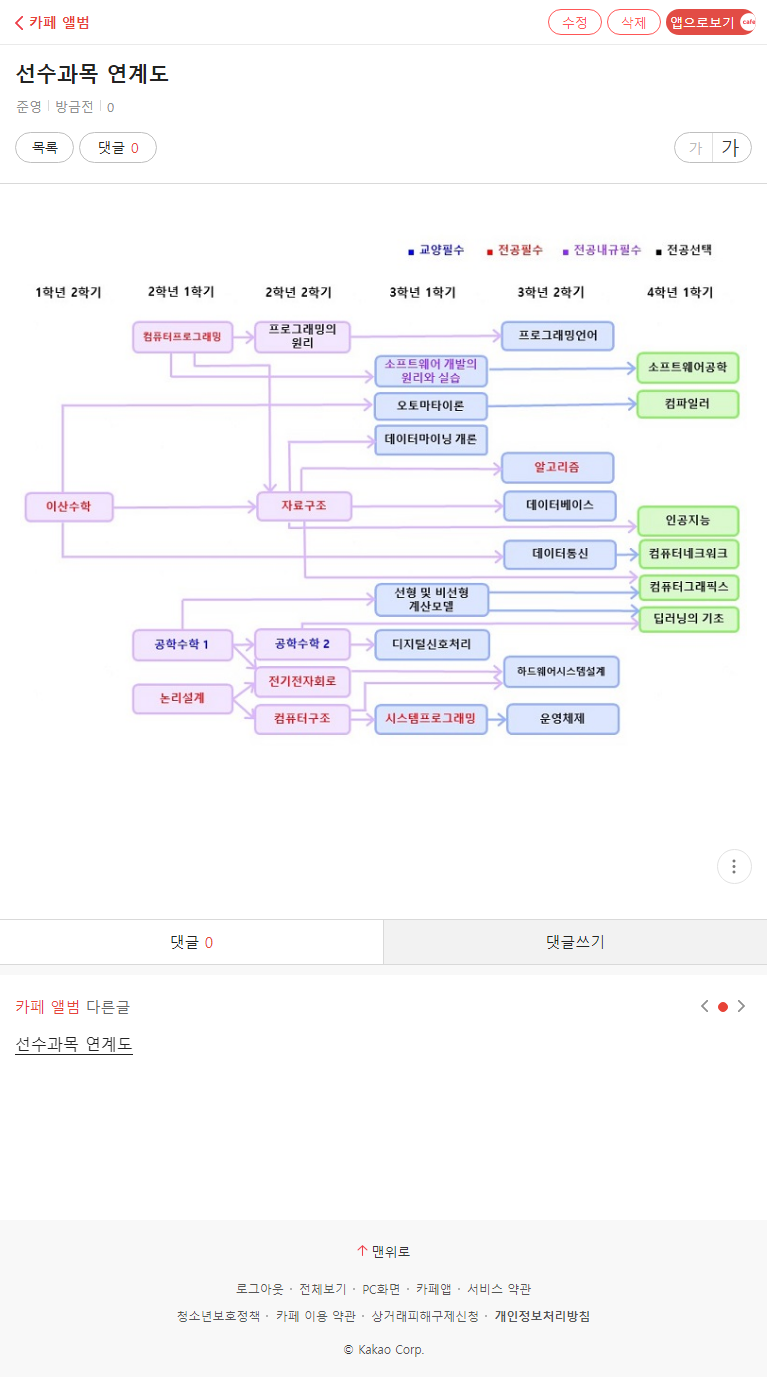 카페 앨범
수정
삭제
앱으로보기
cafe
선수과목 연계도
준영
방금전
0
목록
댓글 0
가
가
■ 교양필수 ■ 전공필수 ■ 전공내규필수 ■ 전공선택
1학년 2학기
2학년 1학기
2학년 2학기
3학년 1학기
3학년 2학기
4학년 1학기
컴퓨터프로그래밍
프로그래밍의
원리
프로그래밍언어
소프트웨어 개발의
원리와 실습
소프트웨어공학
오토마타이론
컴파일러
데이터마이닝 개론
알고리즘
이산수학
자료구조
데이터베이스
인공지능
데이터통신
컴퓨터네크워크
컴퓨터그래픽스
선형 및 비선형
계산모델
딥러닝의 기초
공학수학 1
공학수학 2
디지털신호처리
하드웨어시스템설계
전기전자회로
논리설계
컴퓨터구조
시스템프로그래밍
운영체제
댓글 0
댓글쓰기
카페 앨범 다른글
선수과목 연계도
맨위로
로그아웃 · 전체보기 · PC화면 · 카페앱 · 서비스 약관
청소년보호정책 · 카페 이용 약관 · 상거래피해구제신청 · 개인정보처리방침
© Kakao Corp.